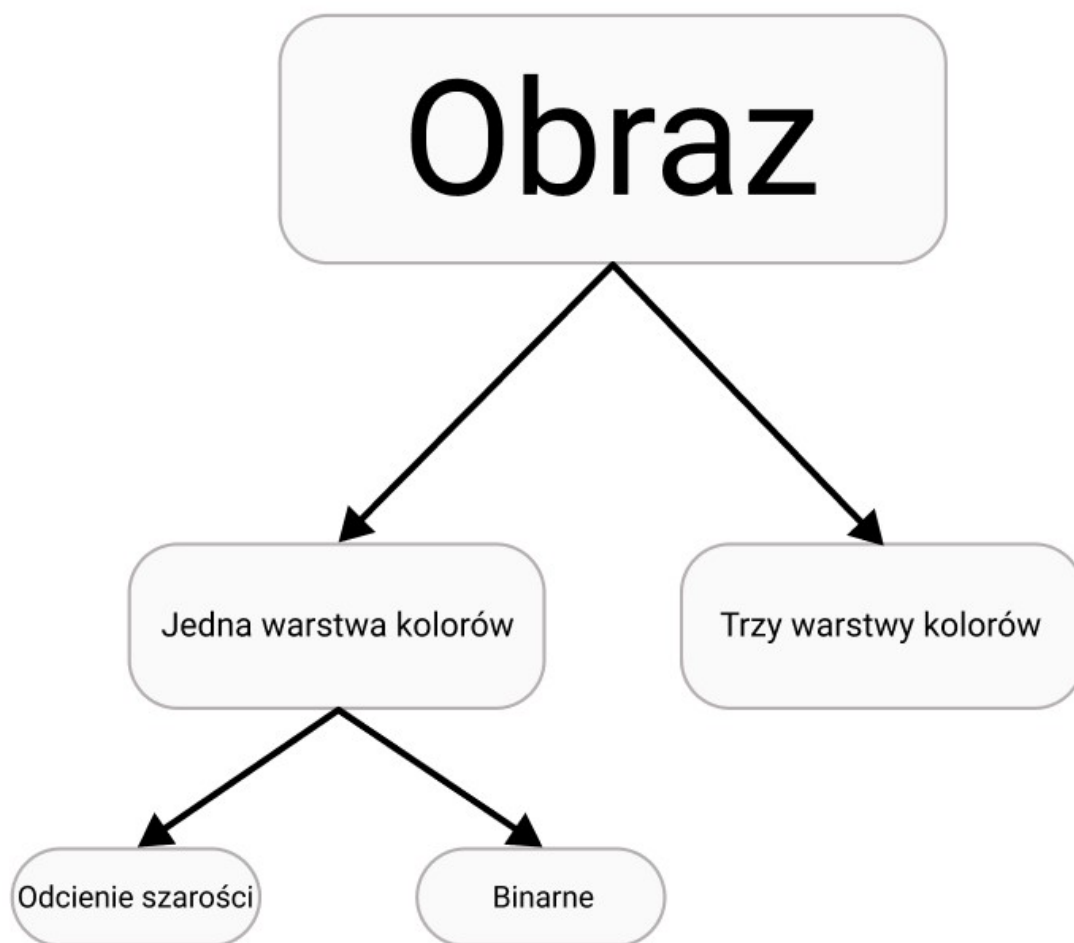 Obraz
Jedna warstwa kolorów
Trzy warstwy kolorów
Odcienie szarości
Binarne